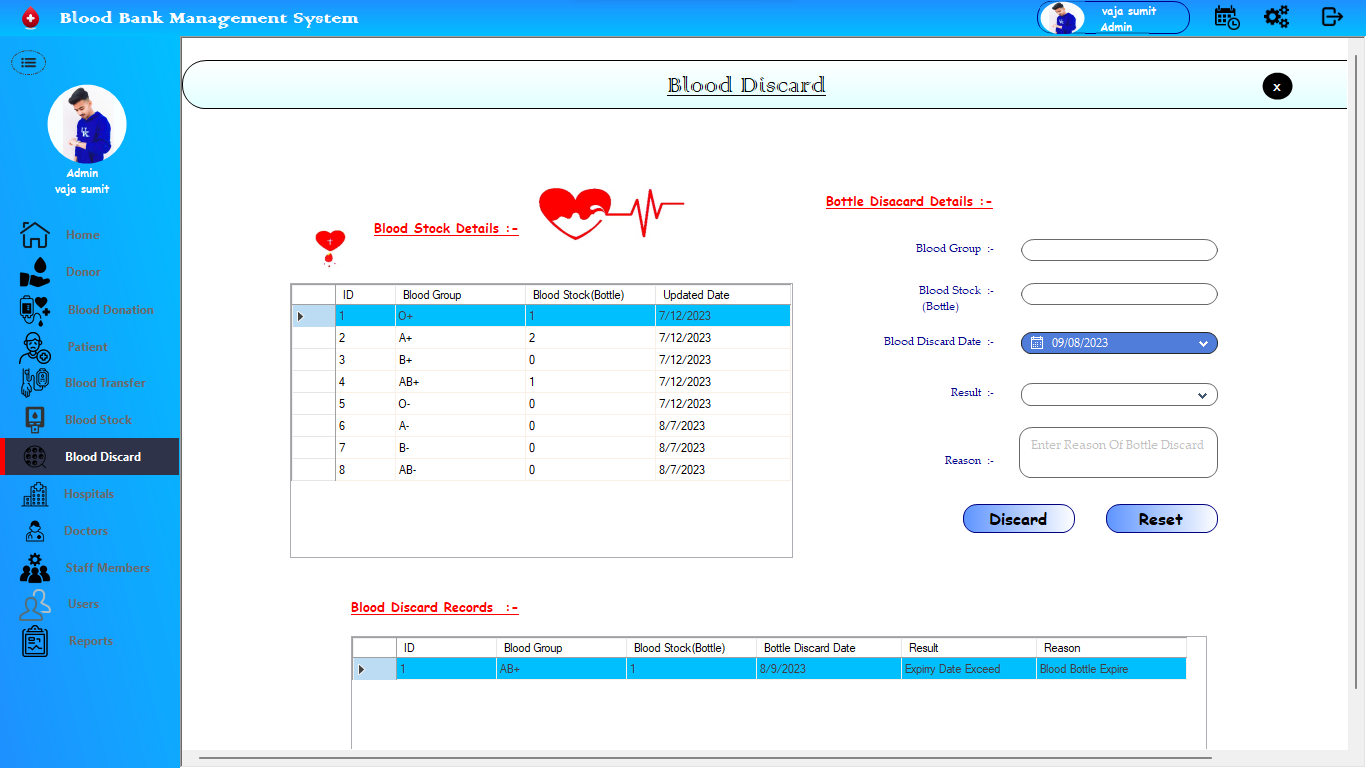 Blood Bank Management System
vaja sumit
Admin
Admin
vaja sumit
Home
Donor
Blood Donation
Patient
Blood Transfer
Blood Stock
Blood Discard
Hospitals
Doctors
Staff Members
Users
Reports
Blood Discard
x
Blood Stock Details :-
ID Blood Group Blood Stock(Bottle) Updated Date
1 O+ 1 7/12/2023
2 A+ 2 7/12/2023
3 B+ 0 7/12/2023
4 AB+ 1 7/12/2023
5 O- 0 7/12/2023
6 A- 0 8/7/2023
7 B- 0 8/7/2023
8 AB- 0 8/7/2023
Bottle Disacard Details :-
Blood Group :-
Blood Stock :-
(Bottle)
Blood Discard Date :- 09/08/2023
Result :-
Reason :- Enter Reason Of Bottle Discard
Discard Reset
Blood Discard Records :-
ID Blood Group Blood Stock(Bottle) Bottle Discard Date Result Reason
1 AB+ 1 8/9/2023 Expirry Date Exceed Blood Bottle Expire